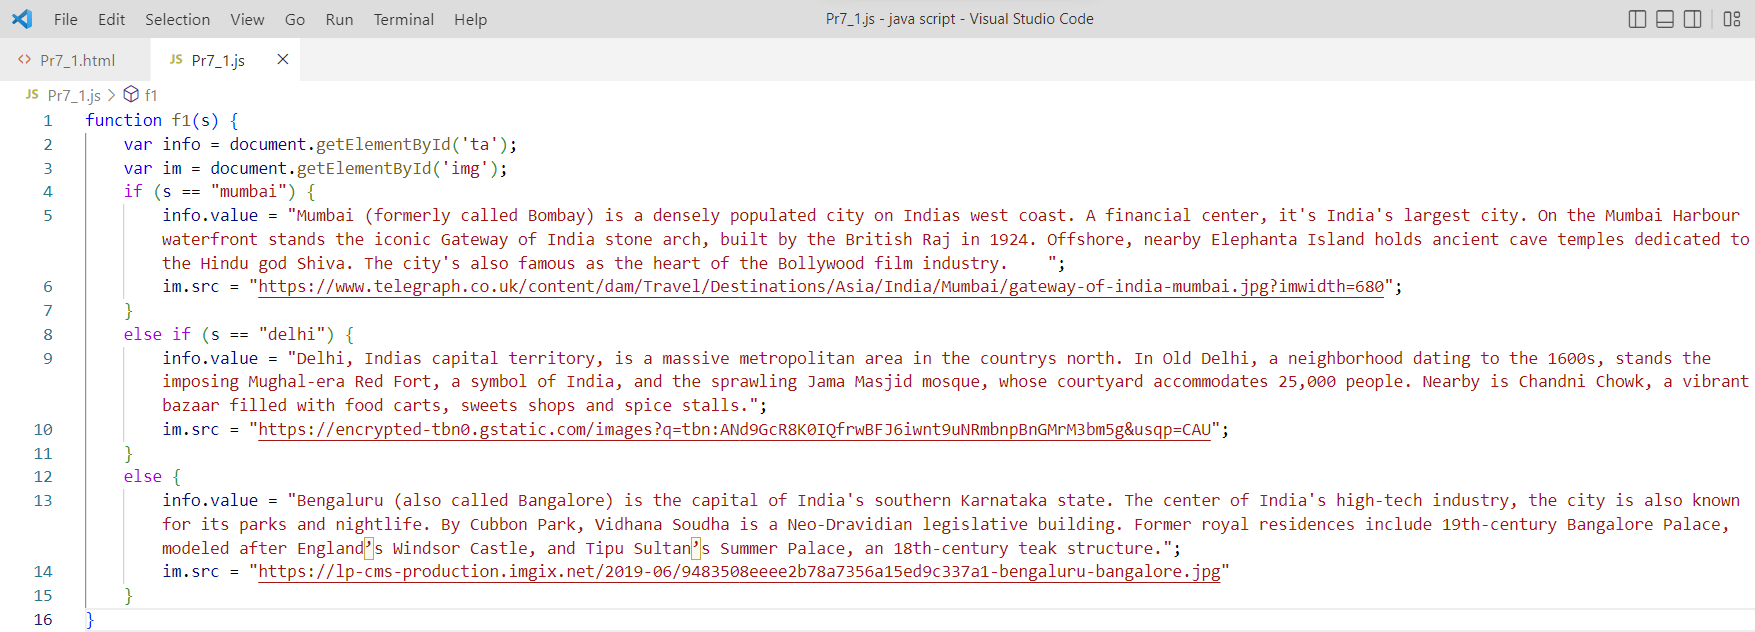 File Edit Selection View Go Run Terminal Help Pr7_1.js - java script - Visual Studio Code
<> Pr7_1.html JS Pr7_1.js ×
JS Pr7_1.js > f1
1 function f1(s) {
2 var info = document.getElementById('ta');
3 var im = document.getElementById('img');
4 if (s == "mumbai") {
5 info.value = "Mumbai (formerly called Bombay) is a densely populated city on Indias west coast. A financial center, it's India's largest city. On the Mumbai Harbour
waterfront stands the iconic Gateway of India stone arch, built by the British Raj in 1924. Offshore, nearby Elephanta Island holds ancient cave temples dedicated to
the Hindu god Shiva. The city's also famous as the heart of the Bollywood film industry.    ";
6 im.src = "https://www.telegraph.co.uk/content/dam/Travel/Destinations/Asia/India/Mumbai/gateway-of-india-mumbai.jpg?imwidth=680";
7 }
8 else if (s == "delhi") {
9 info.value = "Delhi, Indias capital territory, is a massive metropolitan area in the countrys north. In Old Delhi, a neighborhood dating to the 1600s, stands the
imposing Mughal-era Red Fort, a symbol of India, and the sprawling Jama Masjid mosque, whose courtyard accommodates 25,000 people. Nearby is Chandni Chowk, a vibrant
bazaar filled with food carts, sweets shops and spice stalls.";
10 im.src = "https://encrypted-tbn0.gstatic.com/images?q=tbn:ANd9GcR8K0IQfrwBFJ6iwnt9uNRmbnpBnGMrM3bm5g&usqp=CAU";
11 }
12 else {
13 info.value = "Bengaluru (also called Bangalore) is the capital of India's southern Karnataka state. The center of India's high-tech industry, the city is also known
for its parks and nightlife. By Cubbon Park, Vidhana Soudha is a Neo-Dravidian legislative building. Former royal residences include 19th-century Bangalore Palace,
modeled after England’s Windsor Castle, and Tipu Sultan’s Summer Palace, an 18th-century teak structure.";
14 im.src = "https://lp-cms-production.imgix.net/2019-06/9483508eeee2b78a7356a15ed9c337a1-bengaluru-bangalore.jpg"
15 }
16 }